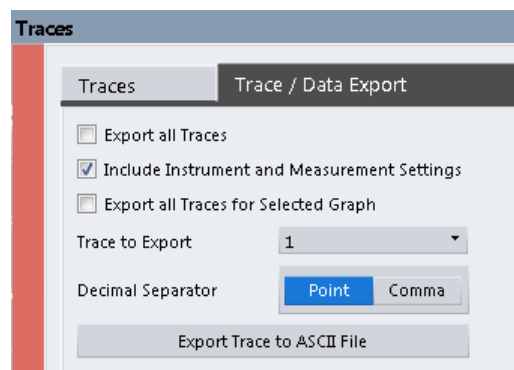 Traces
Traces Trace / Data Export
Export all Traces
Include Instrument and Measurement Settings
Export all Traces for Selected Graph
Trace to Export 1
Decimal Separator Point Comma
Export Trace to ASCII File